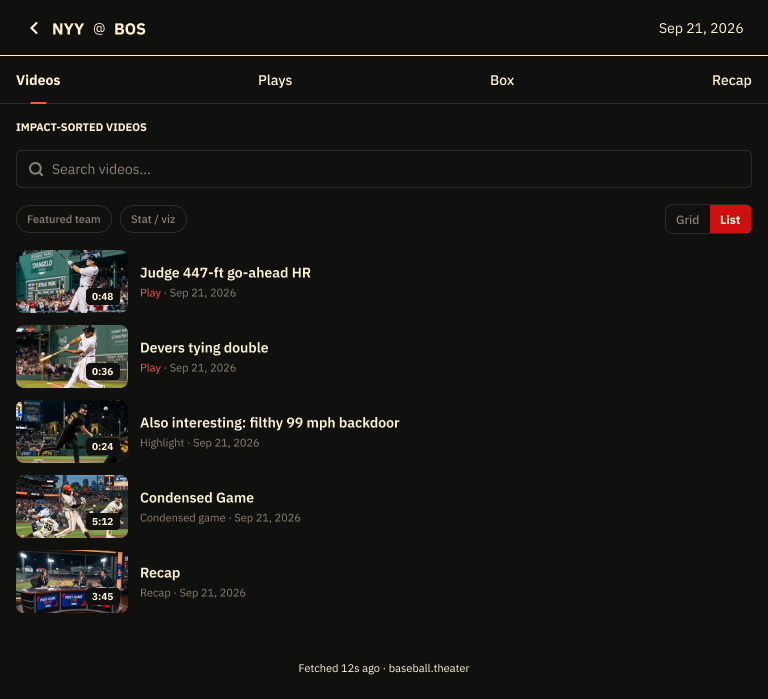 NYY @ BOS
Sep 21, 2026
Videos
Plays
Box
Recap
IMPACT-SORTED VIDEOS
Search videos...
Featured team
Stat / viz
Grid
List
0:48
Judge 447-ft go-ahead HR
Play · Sep 21, 2026
0:36
Devers tying double
Play · Sep 21, 2026
0:24
Also interesting: filthy 99 mph backdoor
Highlight · Sep 21, 2026
5:12
Condensed Game
Condensed game · Sep 21, 2026
3:45
Recap
Recap · Sep 21, 2026
Fetched 12s ago · baseball.theater